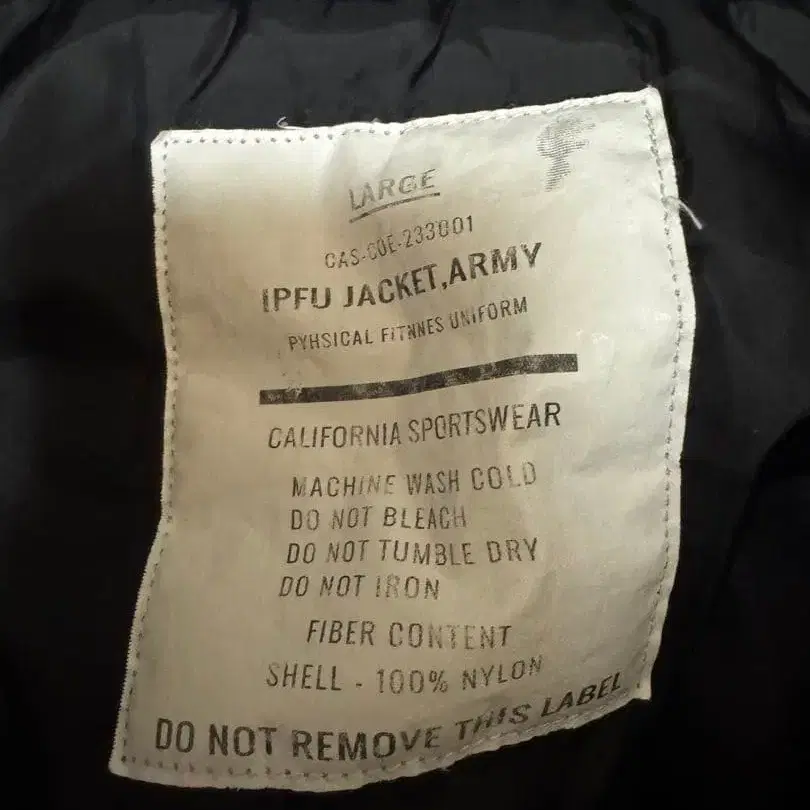 LARGE
CAS-COE-233001
IPFU JACKET,ARMY
PYHSICAL FITNNES UNIFORM
CALIFORNIA SPORTSWEAR
MACHINE WASH COLD
DO NOT BLEACH
DO NOT TUMBLE DRY
DO NOT IRON
FIBER CONTENT
SHELL - 100% NYLON
DO NOT REMOVE THIS LABEL